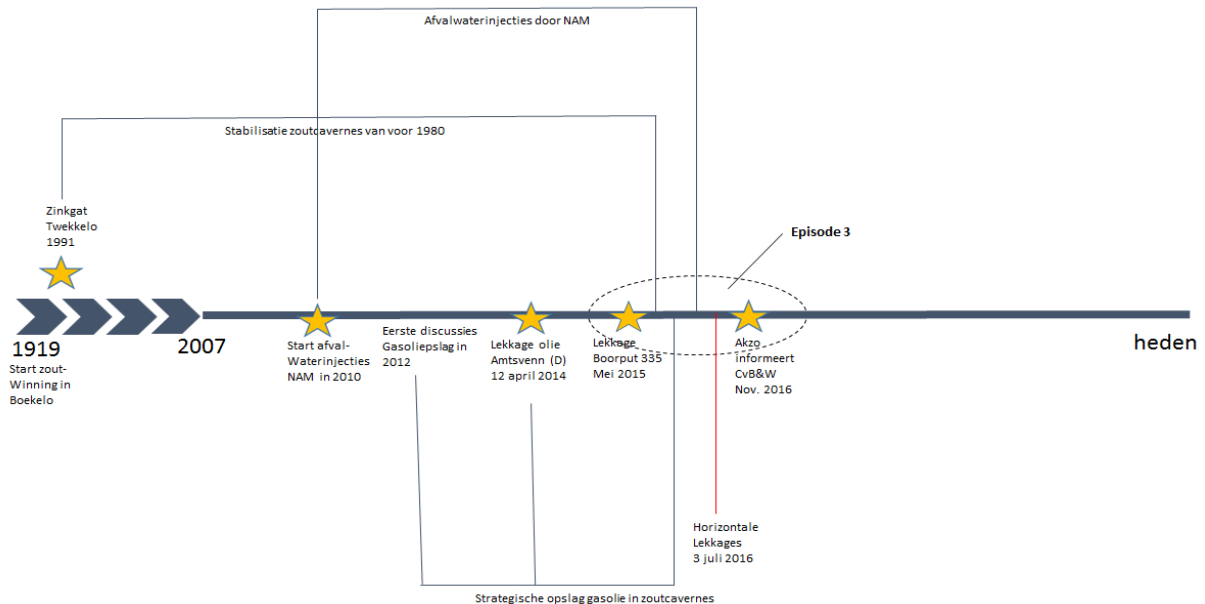 Afvalwaterinjecties door NAM
Stabilisatie zoutcavernes van voor 1980
Zinkgat
Twekkelo
1991
Episode 3
1919
Start zout-
Winning in
Boekelo
2007
Start afval-
Waterinjecties
NAM in 2010
Eerste discussies
Gasoliepslag in
2012
Lekkage olie
Amtsvenn (D)
12 april 2014
Lekkage
Boorput 335
Mei 2015
Akzo
informeert
CvB&W
Nov. 2016
heden
Horizontale
Lekkages
3 juli 2016
Strategische opslag gasolie in zoutcavernes